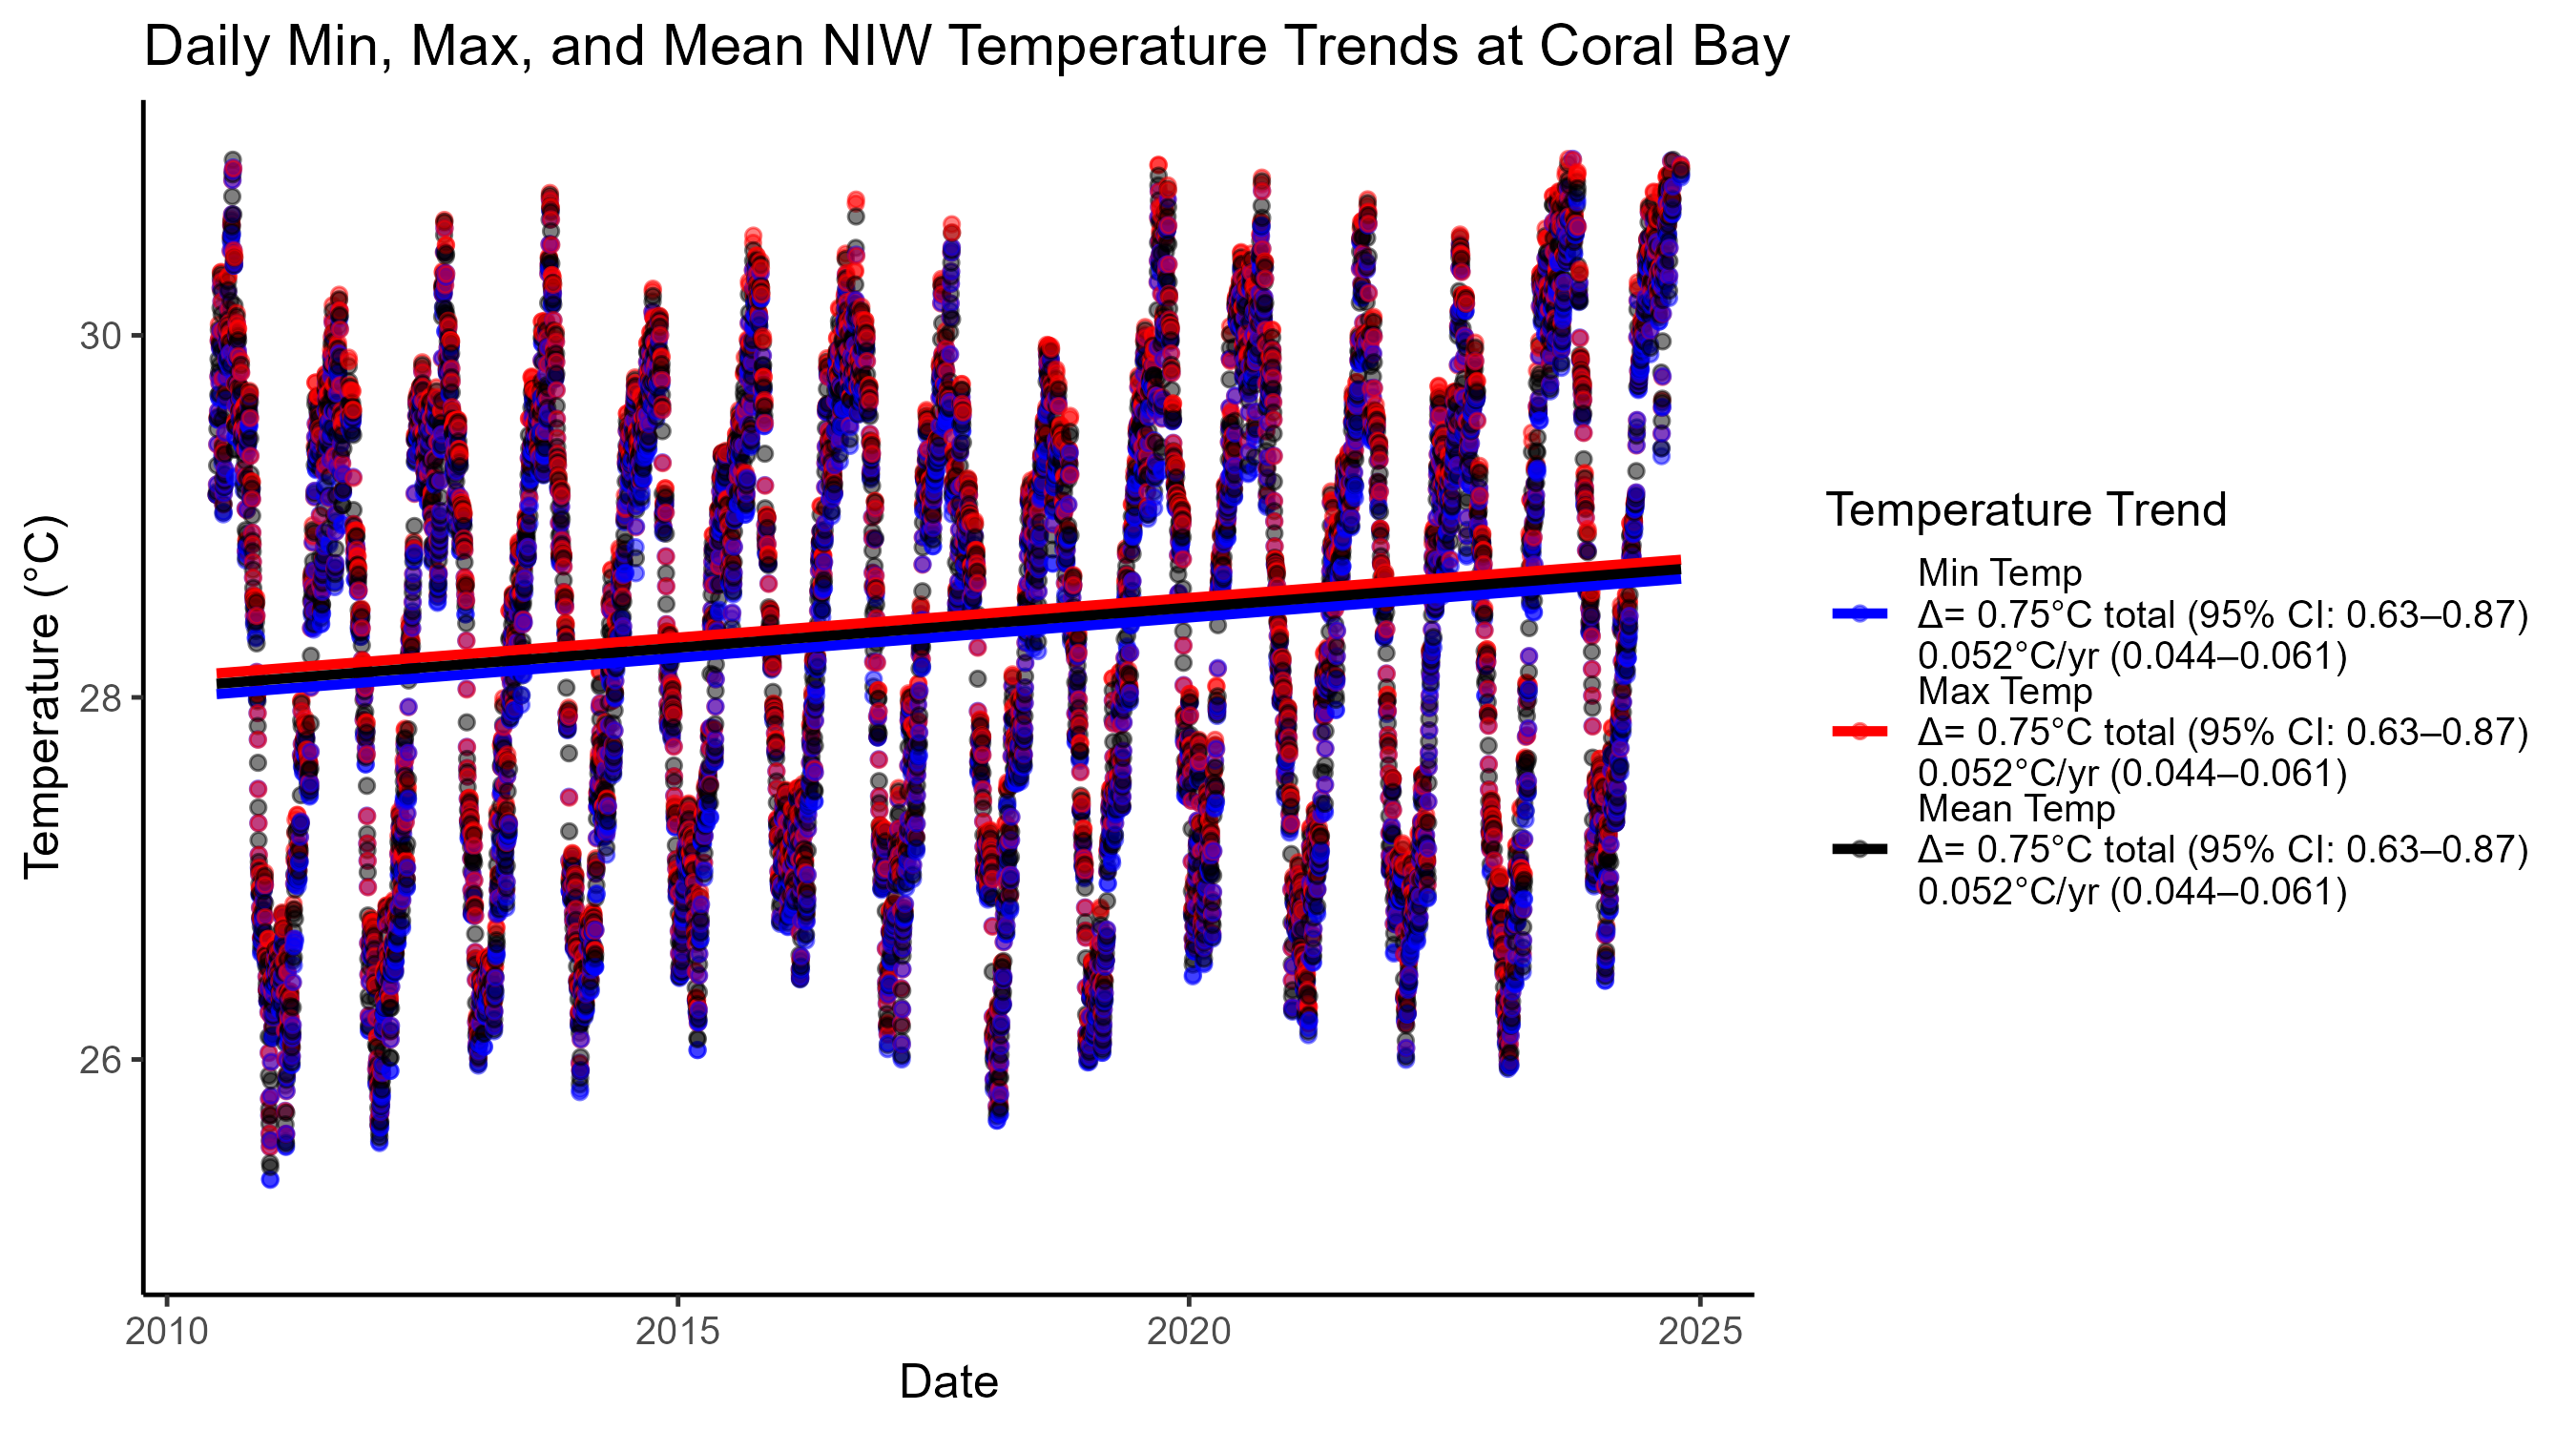 Daily Min, Max, and Mean NIW Temperature Trends at Coral Bay
Temperature (°C)
30
28
26
2010
2015
2020
2025
Date
Temperature Trend
Min Temp
Δ= 0.75°C total (95% CI: 0.63–0.87)
0.052°C/yr (0.044–0.061)
Max Temp
Δ= 0.75°C total (95% CI: 0.63–0.87)
0.052°C/yr (0.044–0.061)
Mean Temp
Δ= 0.75°C total (95% CI: 0.63–0.87)
0.052°C/yr (0.044–0.061)